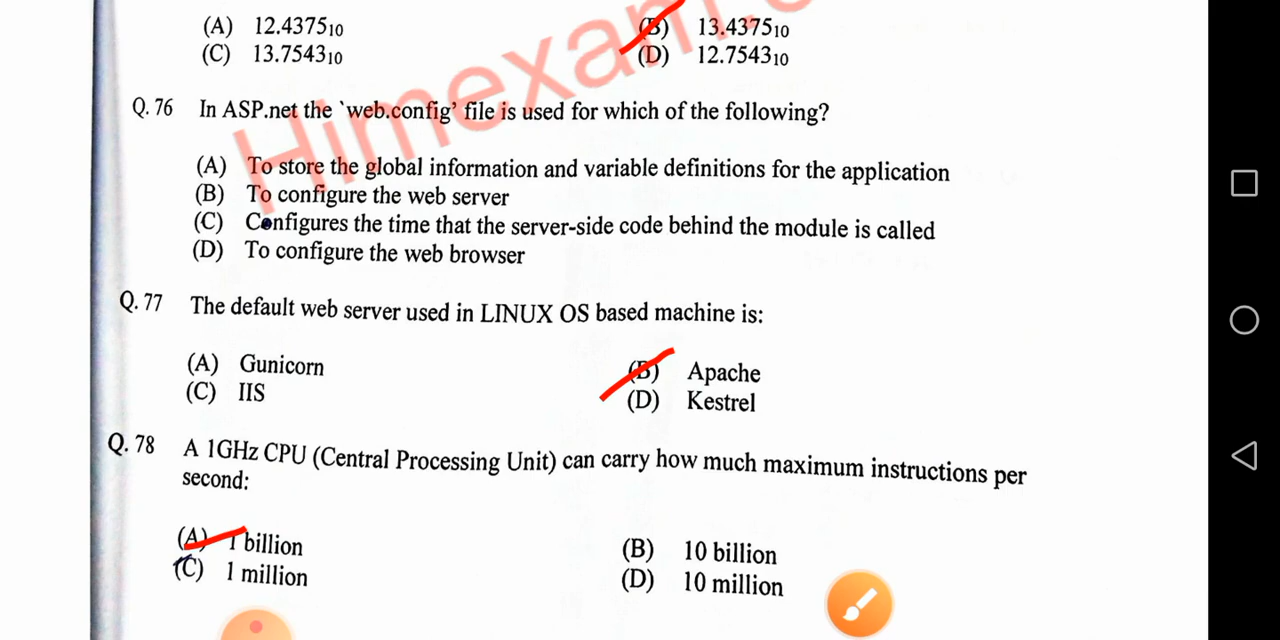 (A) 12.4375₁₀ (B) 13.4375₁₀
(C) 13.7543₁₀ (D) 12.7543₁₀
Himexam.
Q. 76 In ASP.net the `web.config' file is used for which of the following?
(A) To store the global information and variable definitions for the application
(B) To configure the web server
(C) Configures the time that the server-side code behind the module is called
(D) To configure the web browser
Q. 77 The default web server used in LINUX OS based machine is:
(A) Gunicorn (B) Apache
(C) IIS (D) Kestrel
Q. 78 A 1GHz CPU (Central Processing Unit) can carry how much maximum instructions per
second:
(A) 1 billion (B) 10 billion
(C) 1 million (D) 10 million